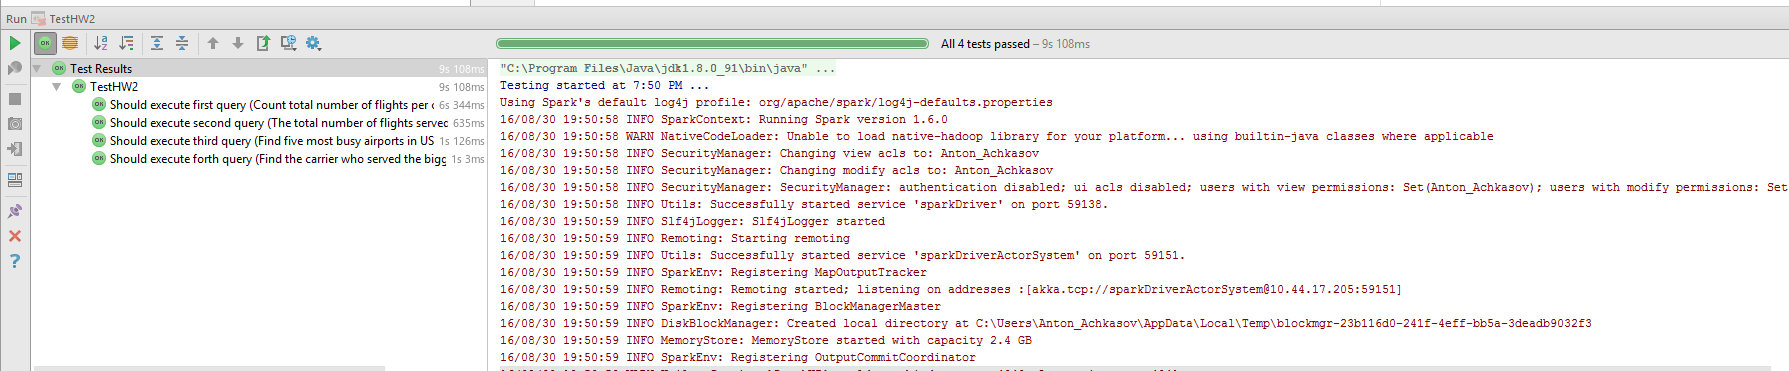 Run TestHW2
All 4 tests passed – 9s 108ms
Test Results 9s 108ms
TestHW2 9s 108ms
Should execute first query (Count total number of flights per c 6s 344ms
Should execute second query (The total number of flights served 635ms
Should execute third query (Find five most busy airports in US 1s 126ms
Should execute forth query (Find the carrier who served the bigg 1s 3ms
"C:\Program Files\Java\jdk1.8.0_91\bin\java" ...
Testing started at 7:50 PM ...
Using Spark's default log4j profile: org/apache/spark/log4j-defaults.properties
16/08/30 19:50:58 INFO SparkContext: Running Spark version 1.6.0
16/08/30 19:50:58 WARN NativeCodeLoader: Unable to load native-hadoop library for your platform... using builtin-java classes where applicable
16/08/30 19:50:58 INFO SecurityManager: Changing view acls to: Anton_Achkasov
16/08/30 19:50:58 INFO SecurityManager: Changing modify acls to: Anton_Achkasov
16/08/30 19:50:58 INFO SecurityManager: SecurityManager: authentication disabled; ui acls disabled; users with view permissions: Set(Anton_Achkasov); users with modify permissions: Set
16/08/30 19:50:58 INFO Utils: Successfully started service 'sparkDriver' on port 59138.
16/08/30 19:50:59 INFO Slf4jLogger: Slf4jLogger started
16/08/30 19:50:59 INFO Remoting: Starting remoting
16/08/30 19:50:59 INFO Utils: Successfully started service 'sparkDriverActorSystem' on port 59151.
16/08/30 19:50:59 INFO SparkEnv: Registering MapOutputTracker
16/08/30 19:50:59 INFO Remoting: Remoting started; listening on addresses :[akka.tcp://sparkDriverActorSystem@10.44.17.205:59151]
16/08/30 19:50:59 INFO SparkEnv: Registering BlockManagerMaster
16/08/30 19:50:59 INFO DiskBlockManager: Created local directory at C:\Users\Anton_Achkasov\AppData\Local\Temp\blockmgr-23b116d0-241f-4eff-bb5a-3deadb9032f3
16/08/30 19:50:59 INFO MemoryStore: MemoryStore started with capacity 2.4 GB
16/08/30 19:50:59 INFO SparkEnv: Registering OutputCommitCoordinator